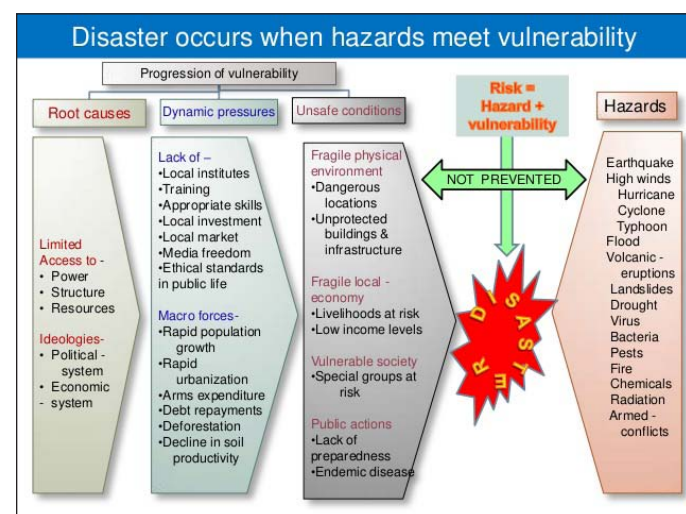 Disaster occurs when hazards meet vulnerability
Progression of vulnerability
Root causes
Dynamic pressures
Unsafe conditions
Risk =
Hazard +
vulnerability
Hazards
Limited
Access to -
• Power
• Structure
• Resources
Ideologies-
• Political -
system
• Economic
- system
Lack of –
•Local institutes
•Training
•Appropriate skills
•Local investment
•Local market
•Media freedom
•Ethical standards
in public life
Macro forces-
•Rapid population
growth
•Rapid
urbanization
•Arms expenditure
•Debt repayments
•Deforestation
•Decline in soil
productivity
Fragile physical
environment
•Dangerous
locations
•Unprotected
buildings &
infrastructure
Fragile local -
economy
•Livelihoods at risk
•Low income levels
Vulnerable society
•Special groups at
risk
Public actions
•Lack of
preparedness
•Endemic disease
NOT PREVENTED
DISASTER
Earthquake
High winds
Hurricane
Cyclone
Typhoon
Flood
Volcanic -
eruptions
Landslides
Drought
Virus
Bacteria
Pests
Fire
Chemicals
Radiation
Armed -
conflicts